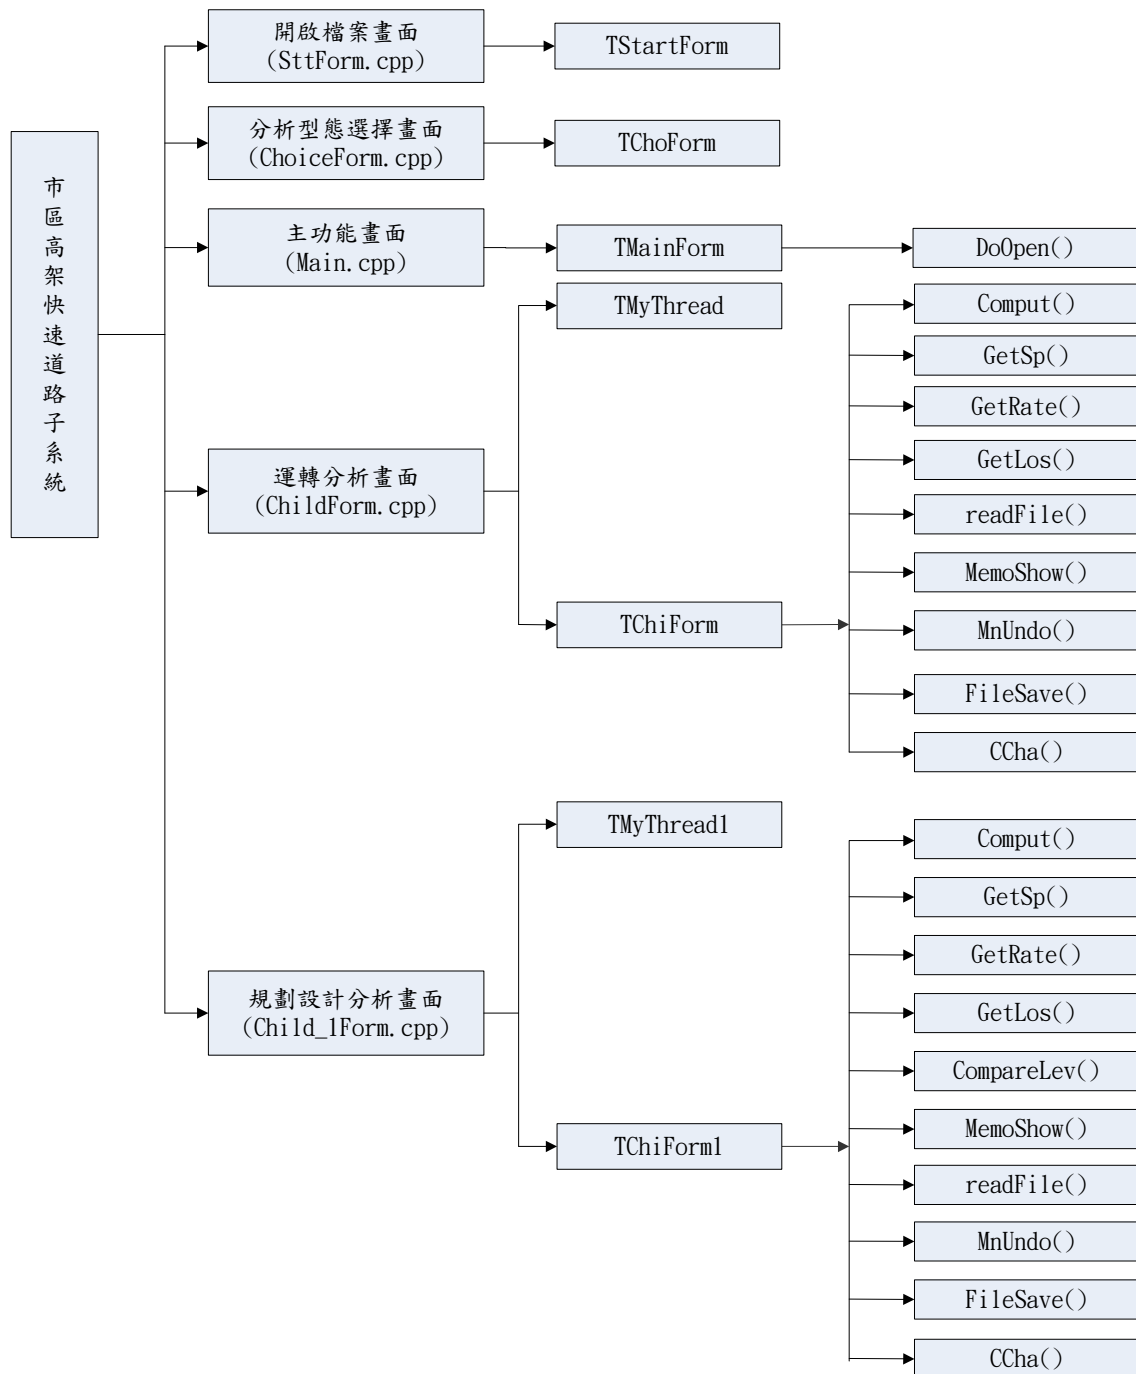 市區高架快速道路子系統
開啟檔案畫面
(SttForm.cpp)
TStartForm
分析型態選擇畫面
(ChoiceForm.cpp)
TChoForm
主功能畫面
(Main.cpp)
TMainForm
DoOpen()
運轉分析畫面
(ChildForm.cpp)
TMyThread
TChiForm
Comput()
GetSp()
GetRate()
GetLos()
readFile()
MemoShow()
MnUndo()
FileSave()
CCha()
規劃設計分析畫面
(Child_1Form.cpp)
TMyThread1
TChiForm1
Comput()
GetSp()
GetRate()
GetLos()
CompareLev()
MemoShow()
readFile()
MnUndo()
FileSave()
CCha()